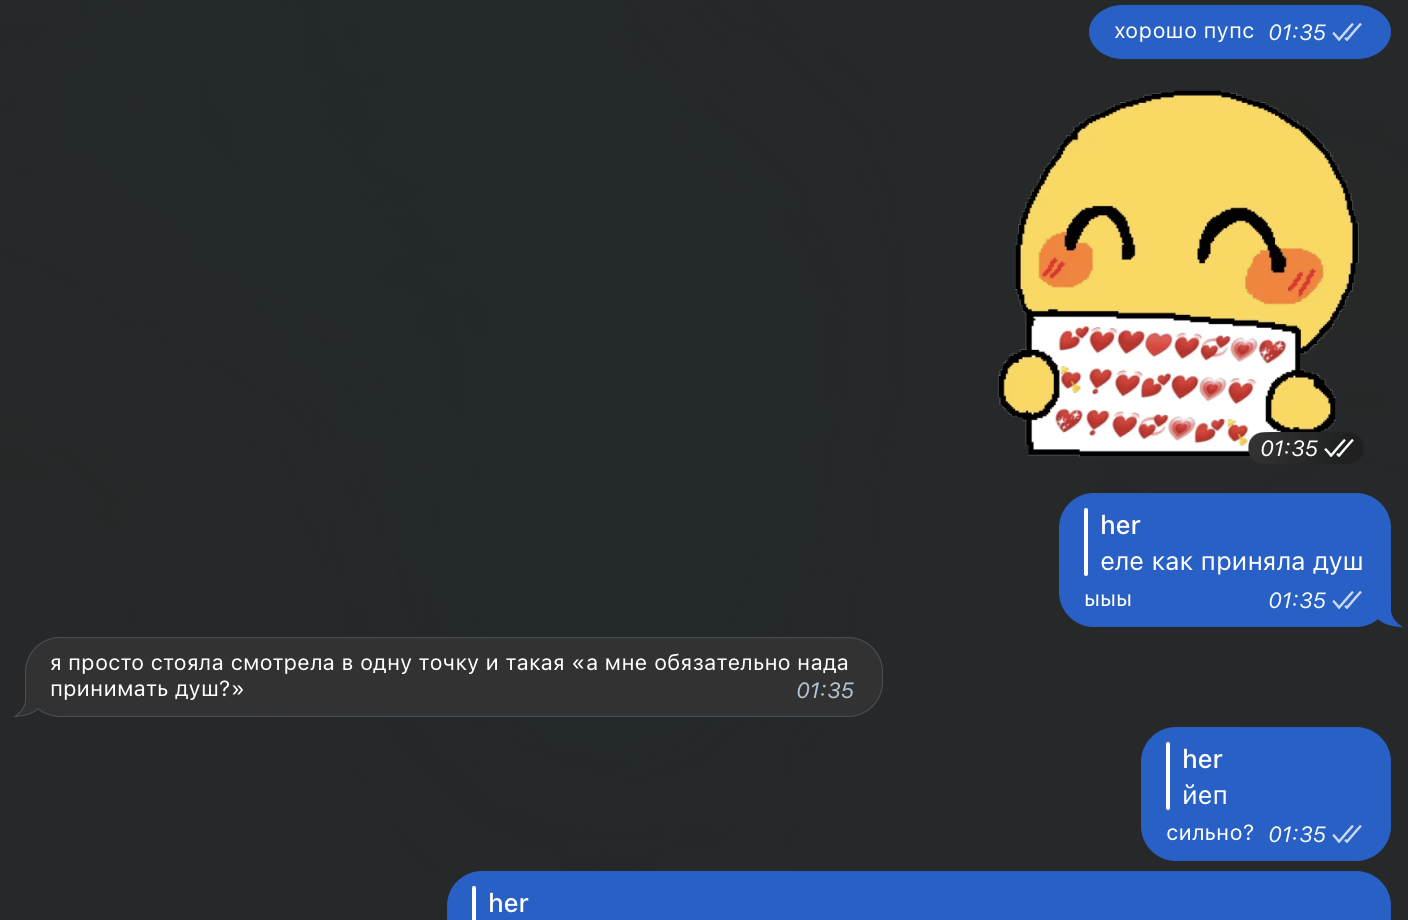 хорошо пупс 01:35
01:35
her
еле как приняла душ
ыыы 01:35
я просто стояла смотрела в одну точку и такая «а мне обязательно нада
принимать душ?» 01:35
her
йеп
сильно? 01:35
her